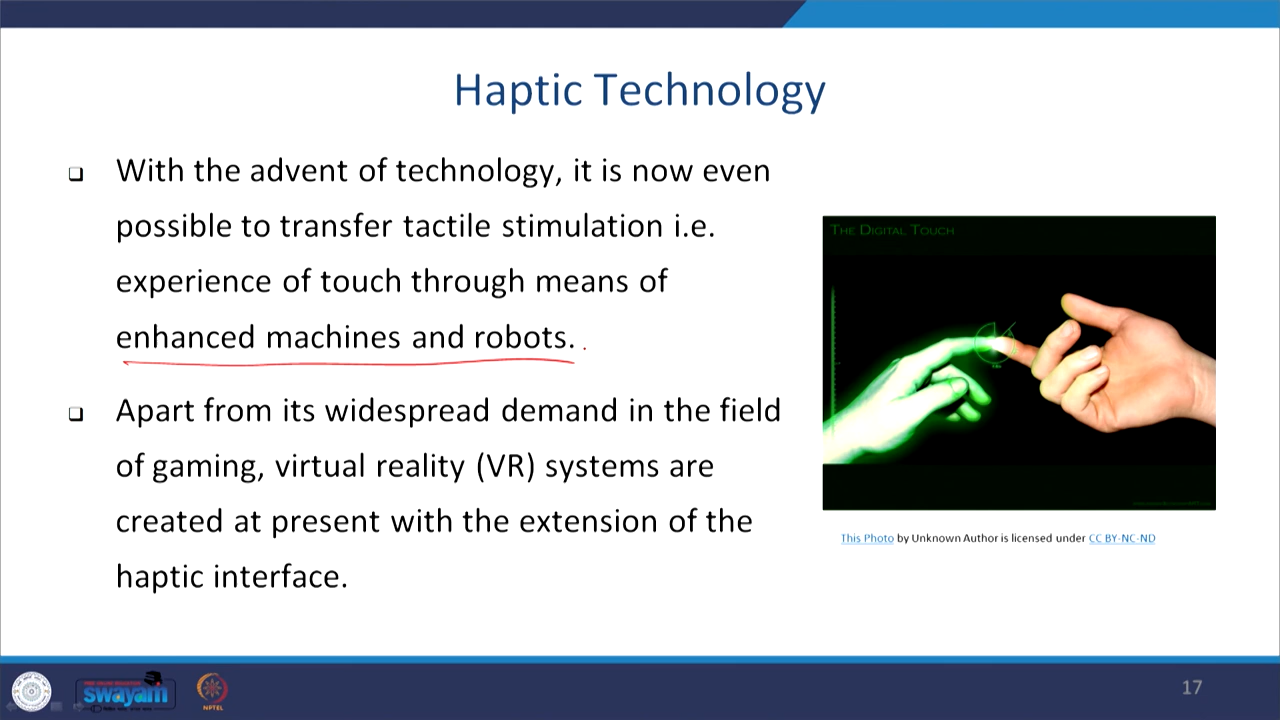 Haptic Technology
With the advent of technology, it is now even
possible to transfer tactile stimulation i.e.
experience of touch through means of
enhanced machines and robots.
Apart from its widespread demand in the field
of gaming, virtual reality (VR) systems are
created at present with the extension of the
haptic interface.
THE DIGITAL TOUCH
This Photo by Unknown Author is licensed under CC BY-NC-ND
swayam
NPTEL
17